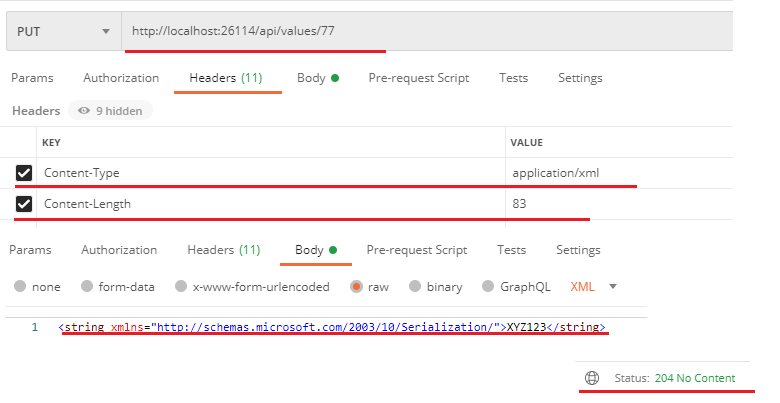 PUT http://localhost:26114/api/values/77
Params Authorization Headers (11) Body Pre-request Script Tests Settings
Headers 9 hidden
KEY VALUE
Content-Type application/xml
Content-Length 83
Params Authorization Headers (11) Body Pre-request Script Tests Settings
none form-data x-www-form-urlencoded raw binary GraphQL XML
1 <string xmlns="http://schemas.microsoft.com/2003/10/Serialization/">XYZ123</string>
Status: 204 No Content